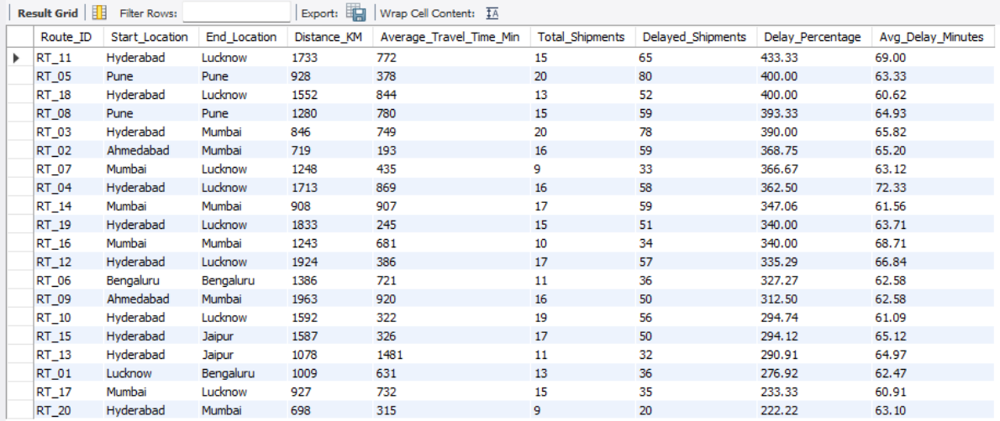 Result Grid Filter Rows: Export: Wrap Cell Content: IA
Route_ID Start_Location End_Location Distance_KM Average_Travel_Time_Min Total_Shipments Delayed_Shipments Delay_Percentage Avg_Delay_Minutes
RT_11 Hyderabad Lucknow 1733 772 15 65 433.33 69.00
RT_05 Pune Pune 928 378 20 80 400.00 63.33
RT_18 Hyderabad Lucknow 1552 844 13 52 400.00 60.62
RT_08 Pune Pune 1280 780 15 59 393.33 64.93
RT_03 Hyderabad Mumbai 846 749 20 78 390.00 65.82
RT_02 Ahmedabad Mumbai 719 193 16 59 368.75 65.20
RT_07 Mumbai Lucknow 1248 435 9 33 366.67 63.12
RT_04 Hyderabad Lucknow 1713 869 16 58 362.50 72.33
RT_14 Mumbai Mumbai 908 907 17 59 347.06 61.56
RT_19 Hyderabad Lucknow 1833 245 15 51 340.00 63.71
RT_16 Mumbai Mumbai 1243 681 10 34 340.00 68.71
RT_12 Hyderabad Lucknow 1924 386 17 57 335.29 66.84
RT_06 Bengaluru Bengaluru 1386 721 11 36 327.27 62.58
RT_09 Ahmedabad Mumbai 1963 920 16 50 312.50 62.58
RT_10 Hyderabad Lucknow 1592 322 19 56 294.74 61.09
RT_15 Hyderabad Jaipur 1587 326 17 50 294.12 65.12
RT_13 Hyderabad Jaipur 1078 1481 11 32 290.91 64.97
RT_01 Lucknow Bengaluru 1009 631 13 36 276.92 62.47
RT_17 Mumbai Lucknow 927 732 15 35 233.33 60.91
RT_20 Hyderabad Mumbai 698 315 9 20 222.22 63.10